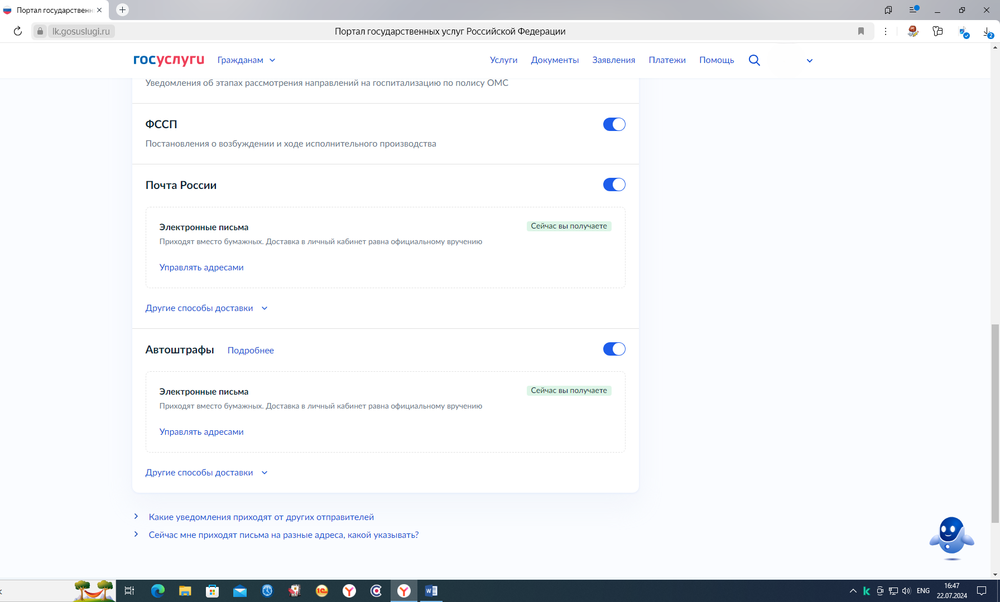 Портал государственн
lk.gosuslugi.ru
Портал государственных услуг Российской Федерации
2
госуслуги
Гражданам
Услуги
Документы
Заявления
Платежи
Помощь
Уведомления об этапах рассмотрения направлений на госпитализацию по полису ОМС
ФССП
Постановления о возбуждении и ходе исполнительного производства
Почта России
Электронные письма
Сейчас вы получаете
Приходят вместо бумажных. Доставка в личный кабинет равна официальному вручению
Управлять адресами
Другие способы доставки
Автоштрафы
Подробнее
Электронные письма
Сейчас вы получаете
Приходят вместо бумажных. Доставка в личный кабинет равна официальному вручению
Управлять адресами
Другие способы доставки
Какие уведомления приходят от других отправителей
Сейчас мне приходят письма на разные адреса, какой указывать?
ENG
16:47
22.07.2024